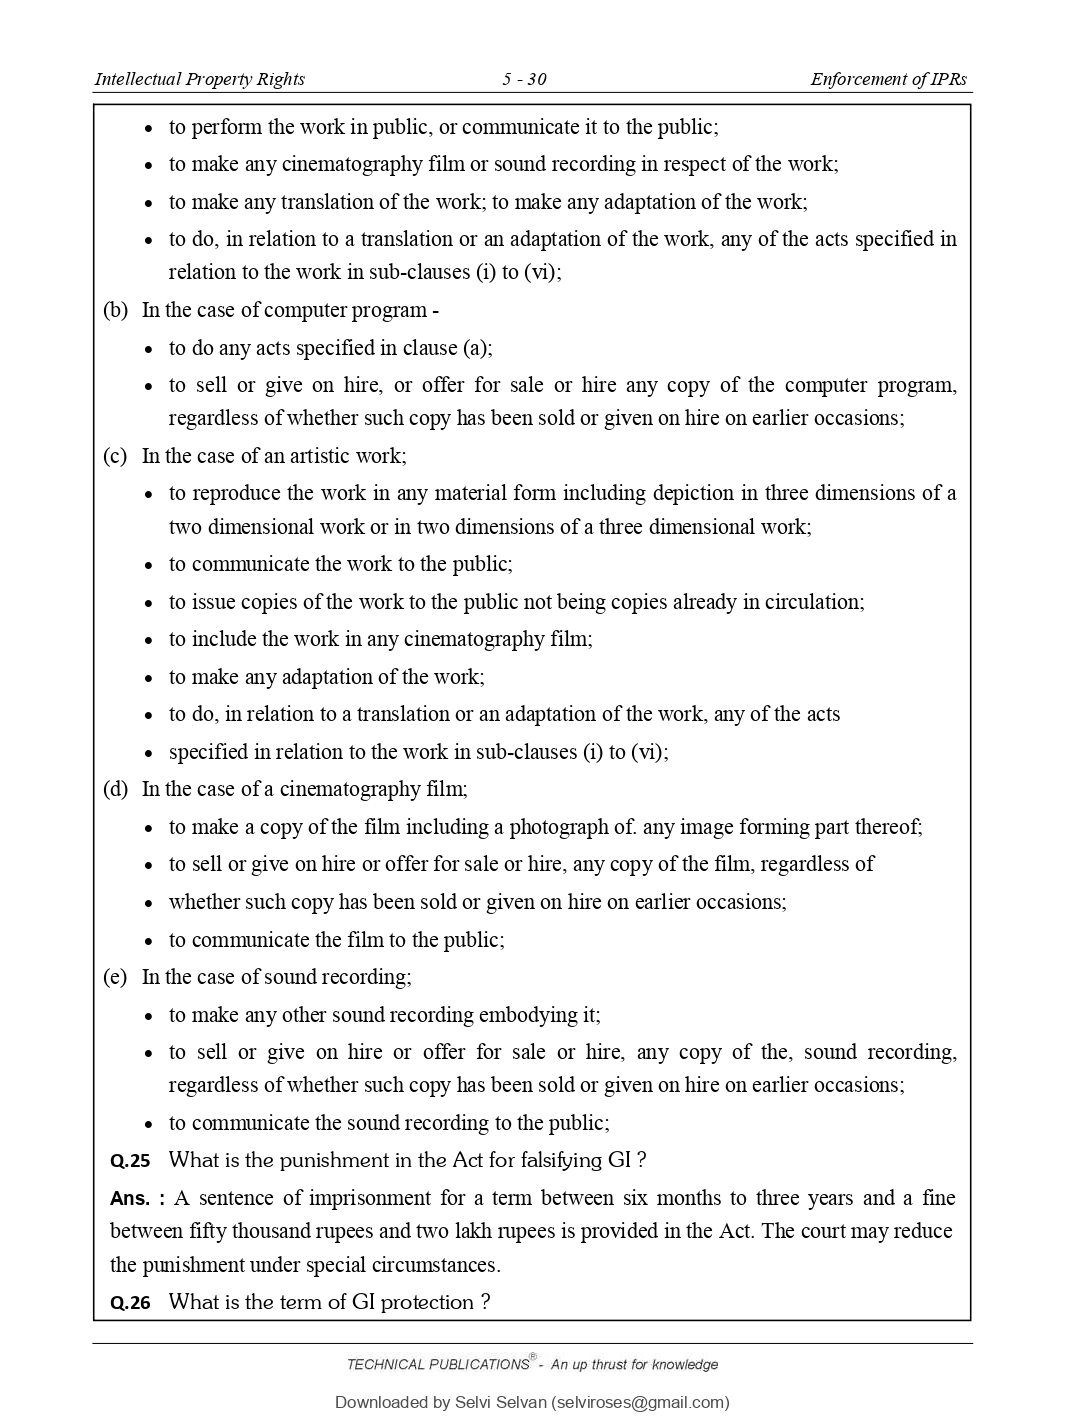 Intellectual Property Rights 5 - 30 Enforcement of IPRs
• to perform the work in public, or communicate it to the public;
• to make any cinematography film or sound recording in respect of the work;
• to make any translation of the work; to make any adaptation of the work;
• to do, in relation to a translation or an adaptation of the work, any of the acts specified in
relation to the work in sub-clauses (i) to (vi);
(b) In the case of computer program -
• to do any acts specified in clause (a);
• to sell or give on hire, or offer for sale or hire any copy of the computer program,
regardless of whether such copy has been sold or given on hire on earlier occasions;
(c) In the case of an artistic work;
• to reproduce the work in any material form including depiction in three dimensions of a
two dimensional work or in two dimensions of a three dimensional work;
• to communicate the work to the public;
• to issue copies of the work to the public not being copies already in circulation;
• to include the work in any cinematography film;
• to make any adaptation of the work;
• to do, in relation to a translation or an adaptation of the work, any of the acts
• specified in relation to the work in sub-clauses (i) to (vi);
(d) In the case of a cinematography film;
• to make a copy of the film including a photograph of. any image forming part thereof;
• to sell or give on hire or offer for sale or hire, any copy of the film, regardless of
• whether such copy has been sold or given on hire on earlier occasions;
• to communicate the film to the public;
(e) In the case of sound recording;
• to make any other sound recording embodying it;
• to sell or give on hire or offer for sale or hire, any copy of the, sound recording,
regardless of whether such copy has been sold or given on hire on earlier occasions;
• to communicate the sound recording to the public;
Q.25 What is the punishment in the Act for falsifying GI ?
Ans. : A sentence of imprisonment for a term between six months to three years and a fine
between fifty thousand rupees and two lakh rupees is provided in the Act. The court may reduce
the punishment under special circumstances.
Q.26 What is the term of GI protection ?
TECHNICAL PUBLICATIONS® - An up thrust for knowledge
Downloaded by Selvi Selvan (selviroses@gmail.com)